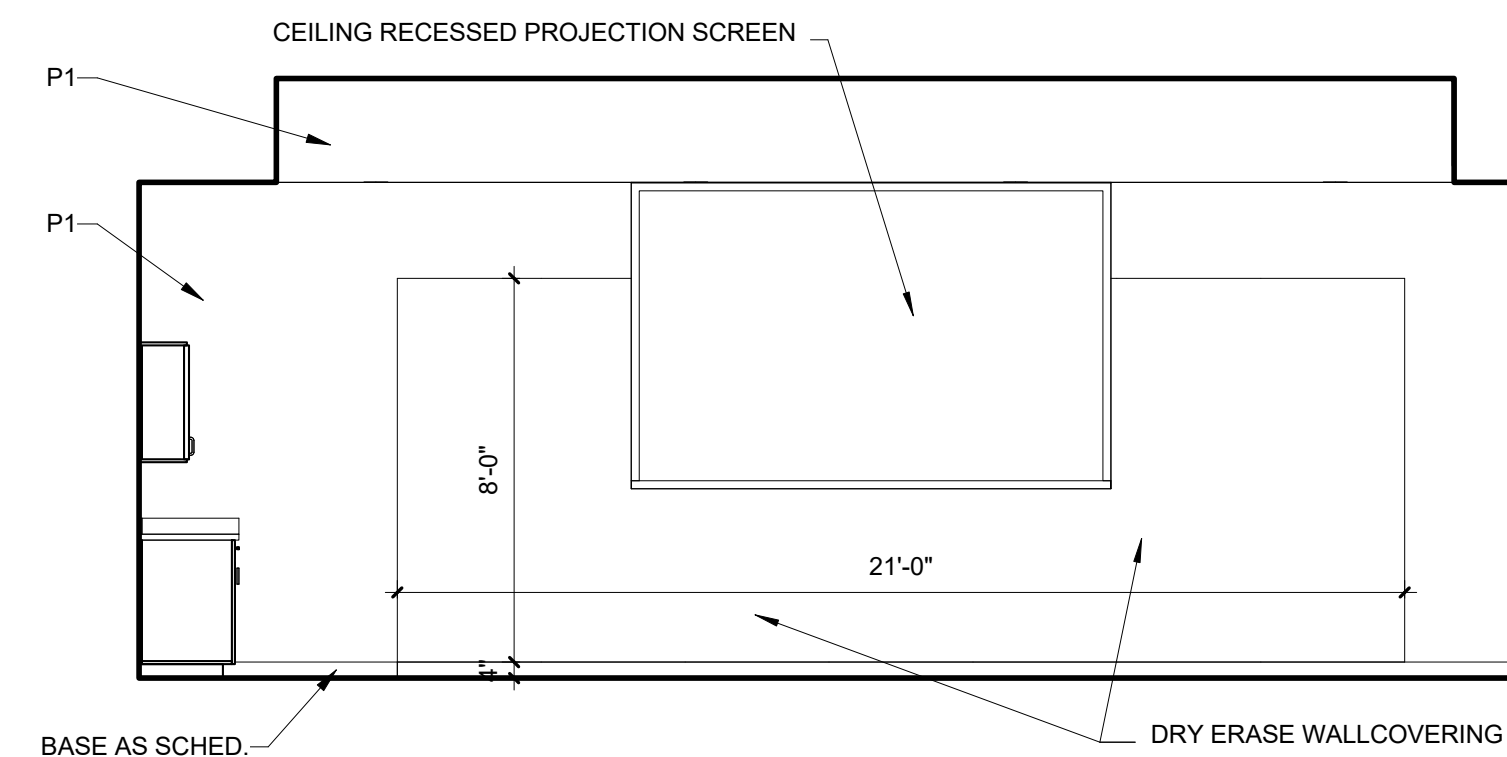 CEILING RECESSED PROJECTION SCREEN
P1
P1
8'-0"
21'-0"
4"
BASE AS SCHED.
DRY ERASE WALLCOVERING